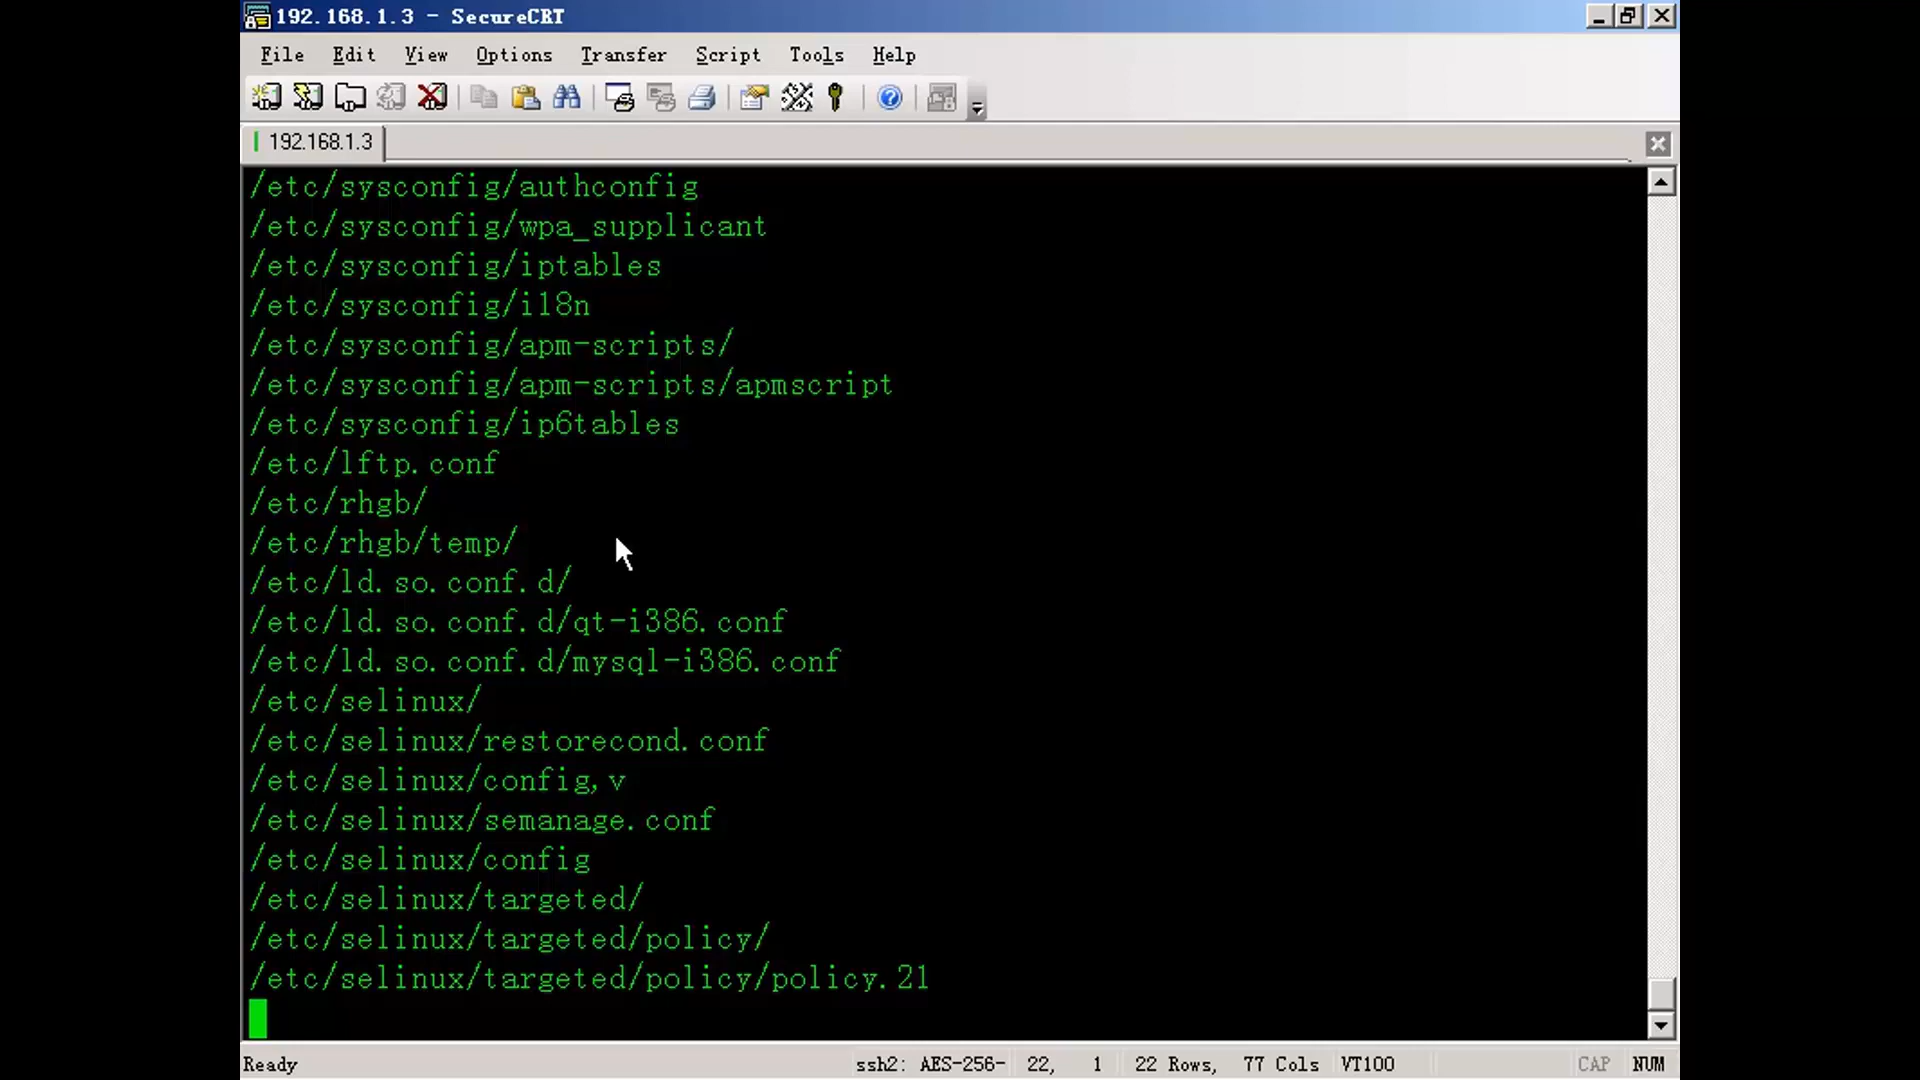 192.168.1.3 - SecureCRT
File Edit View Options Transfer Script Tools Help
192.168.1.3
/etc/sysconfig/authconfig
/etc/sysconfig/wpa_supplicant
/etc/sysconfig/iptables
/etc/sysconfig/i18n
/etc/sysconfig/apm-scripts/
/etc/sysconfig/apm-scripts/apmscript
/etc/sysconfig/ip6tables
/etc/lftp.conf
/etc/rhgb/
/etc/rhgb/temp/
/etc/ld.so.conf.d/
/etc/ld.so.conf.d/qt-i386.conf
/etc/ld.so.conf.d/mysql-i386.conf
/etc/selinux/
/etc/selinux/restorecond.conf
/etc/selinux/config,v
/etc/selinux/semanage.conf
/etc/selinux/config
/etc/selinux/targeted/
/etc/selinux/targeted/policy/
/etc/selinux/targeted/policy/policy.21
Ready ssh2: AES-256- 22, 1 22 Rows, 77 Cols VT100 CAP NUM